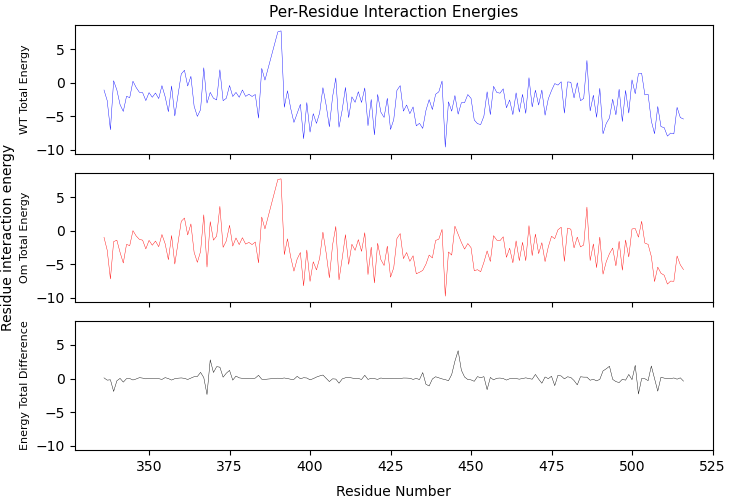 Per-Residue Interaction Energies
Residue interaction energy
WT Total Energy
5
0
−5
−10
Om Total Energy
5
0
−5
−10
Energy Total Difference
5
0
−5
−10
350 375 400 425 450 475 500 525
Residue Number